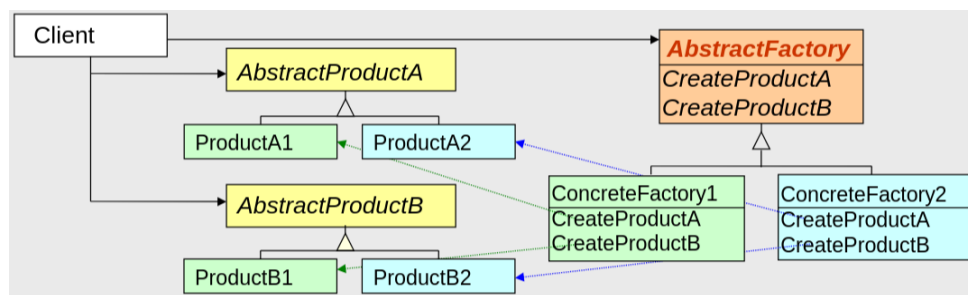 Client
AbstractProductA
AbstractFactory
CreateProductA
CreateProductB
ProductA1
ProductA2
AbstractProductB
ConcreteFactory1
CreateProductA
CreateProductB
ConcreteFactory2
CreateProductA
CreateProductB
ProductB1
ProductB2